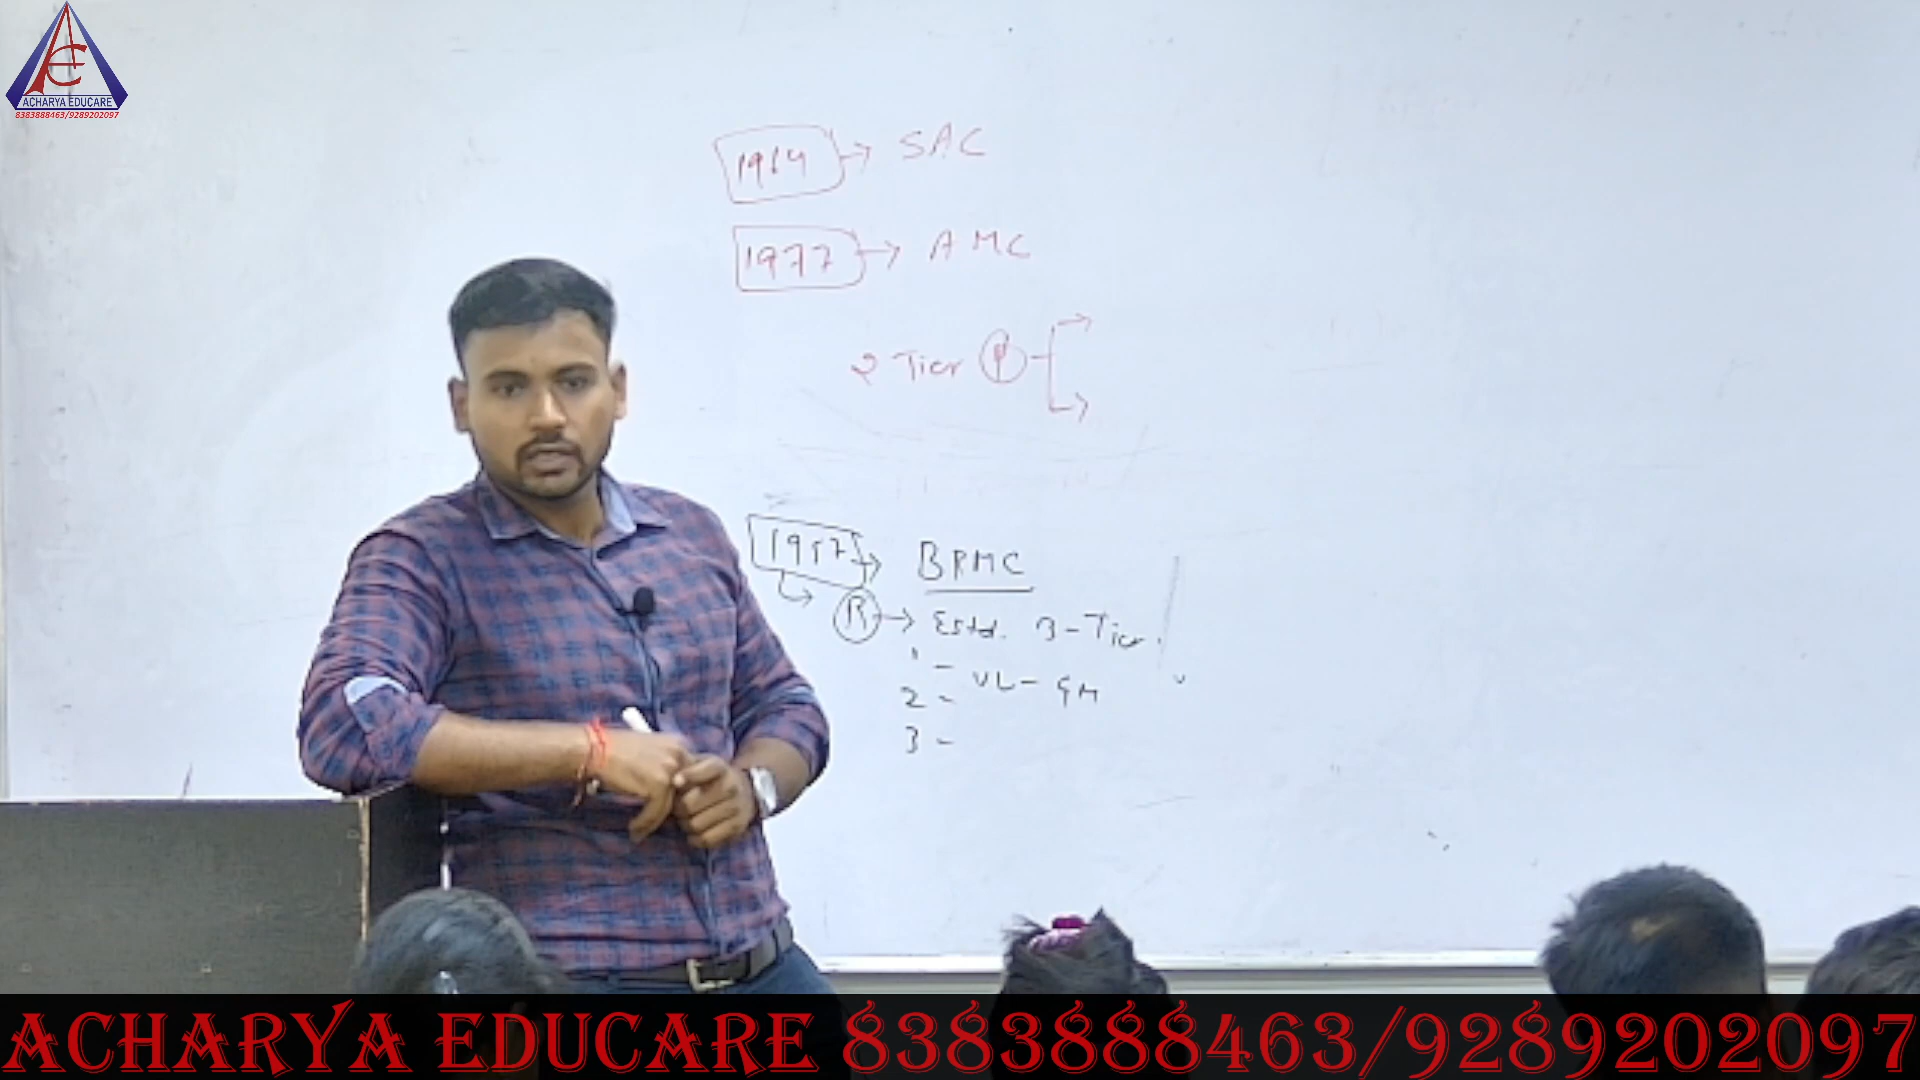 ACHARYA EDUCARE
8383888463/9289202097
1964 → SAC
1977 → AMC
2 Tier P
1957 → BRMC
R → Estd. 3-Tier.
1 -
2 - VL - GM
3 -
ACHARYA EDUCARE 8383888463/9289202097